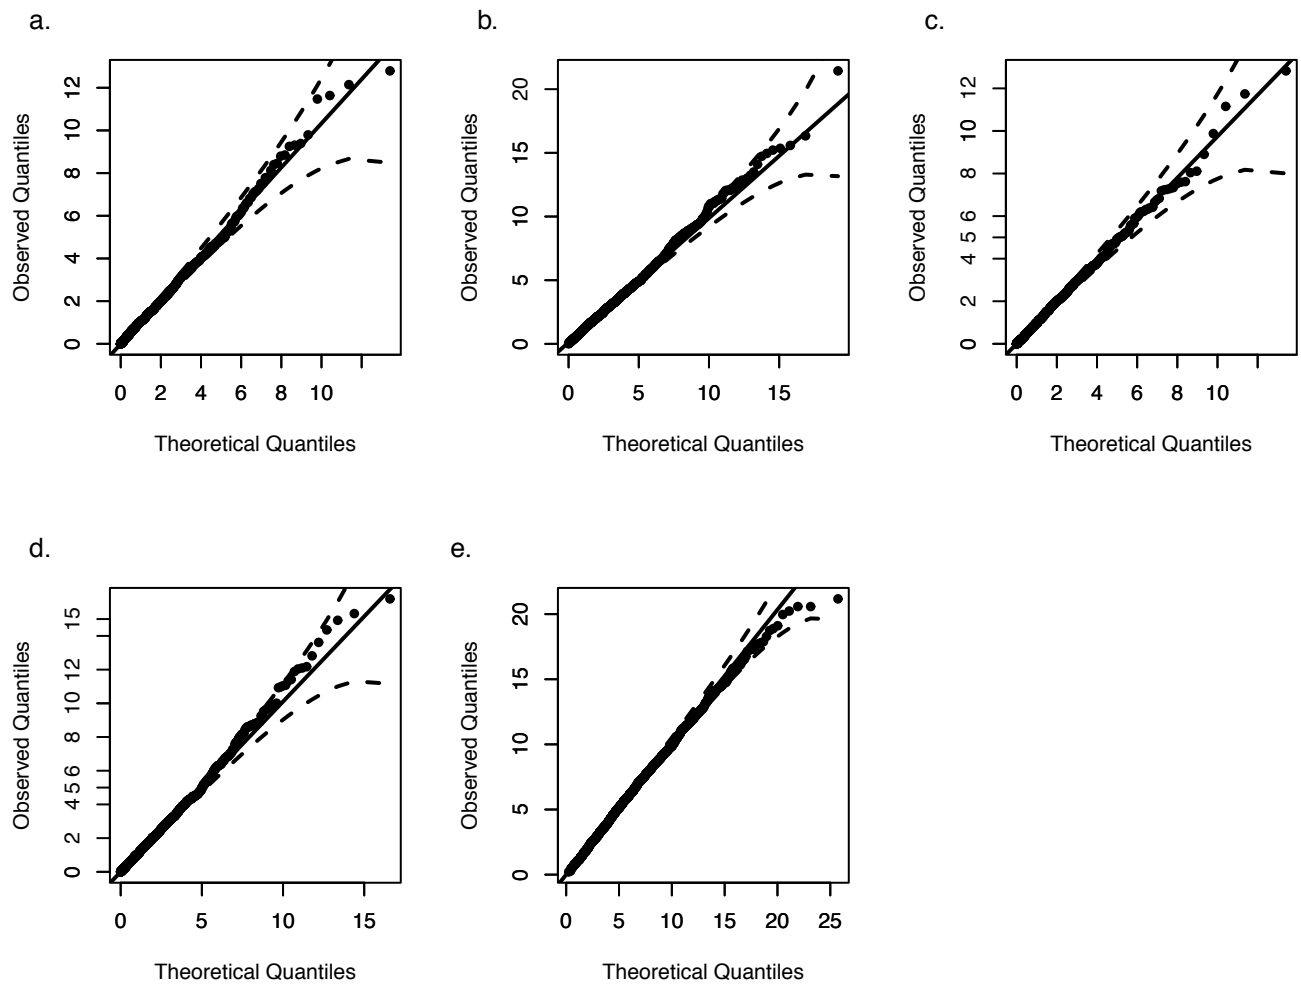 a.
b.
c.
Observed Quantiles
0 2 4 6 8 10 12
0 2 4 6 8 10
Theoretical Quantiles
Observed Quantiles
0 5 10 15 20
0 5 10 15
Theoretical Quantiles
Observed Quantiles
0 2 4 5 6 8 10 12
0 2 4 6 8 10
Theoretical Quantiles
d.
e.
Observed Quantiles
0 2 4 5 6 8 10 12 15
0 5 10 15
Theoretical Quantiles
Observed Quantiles
0 5 10 15 20
0 5 10 15 20 25
Theoretical Quantiles